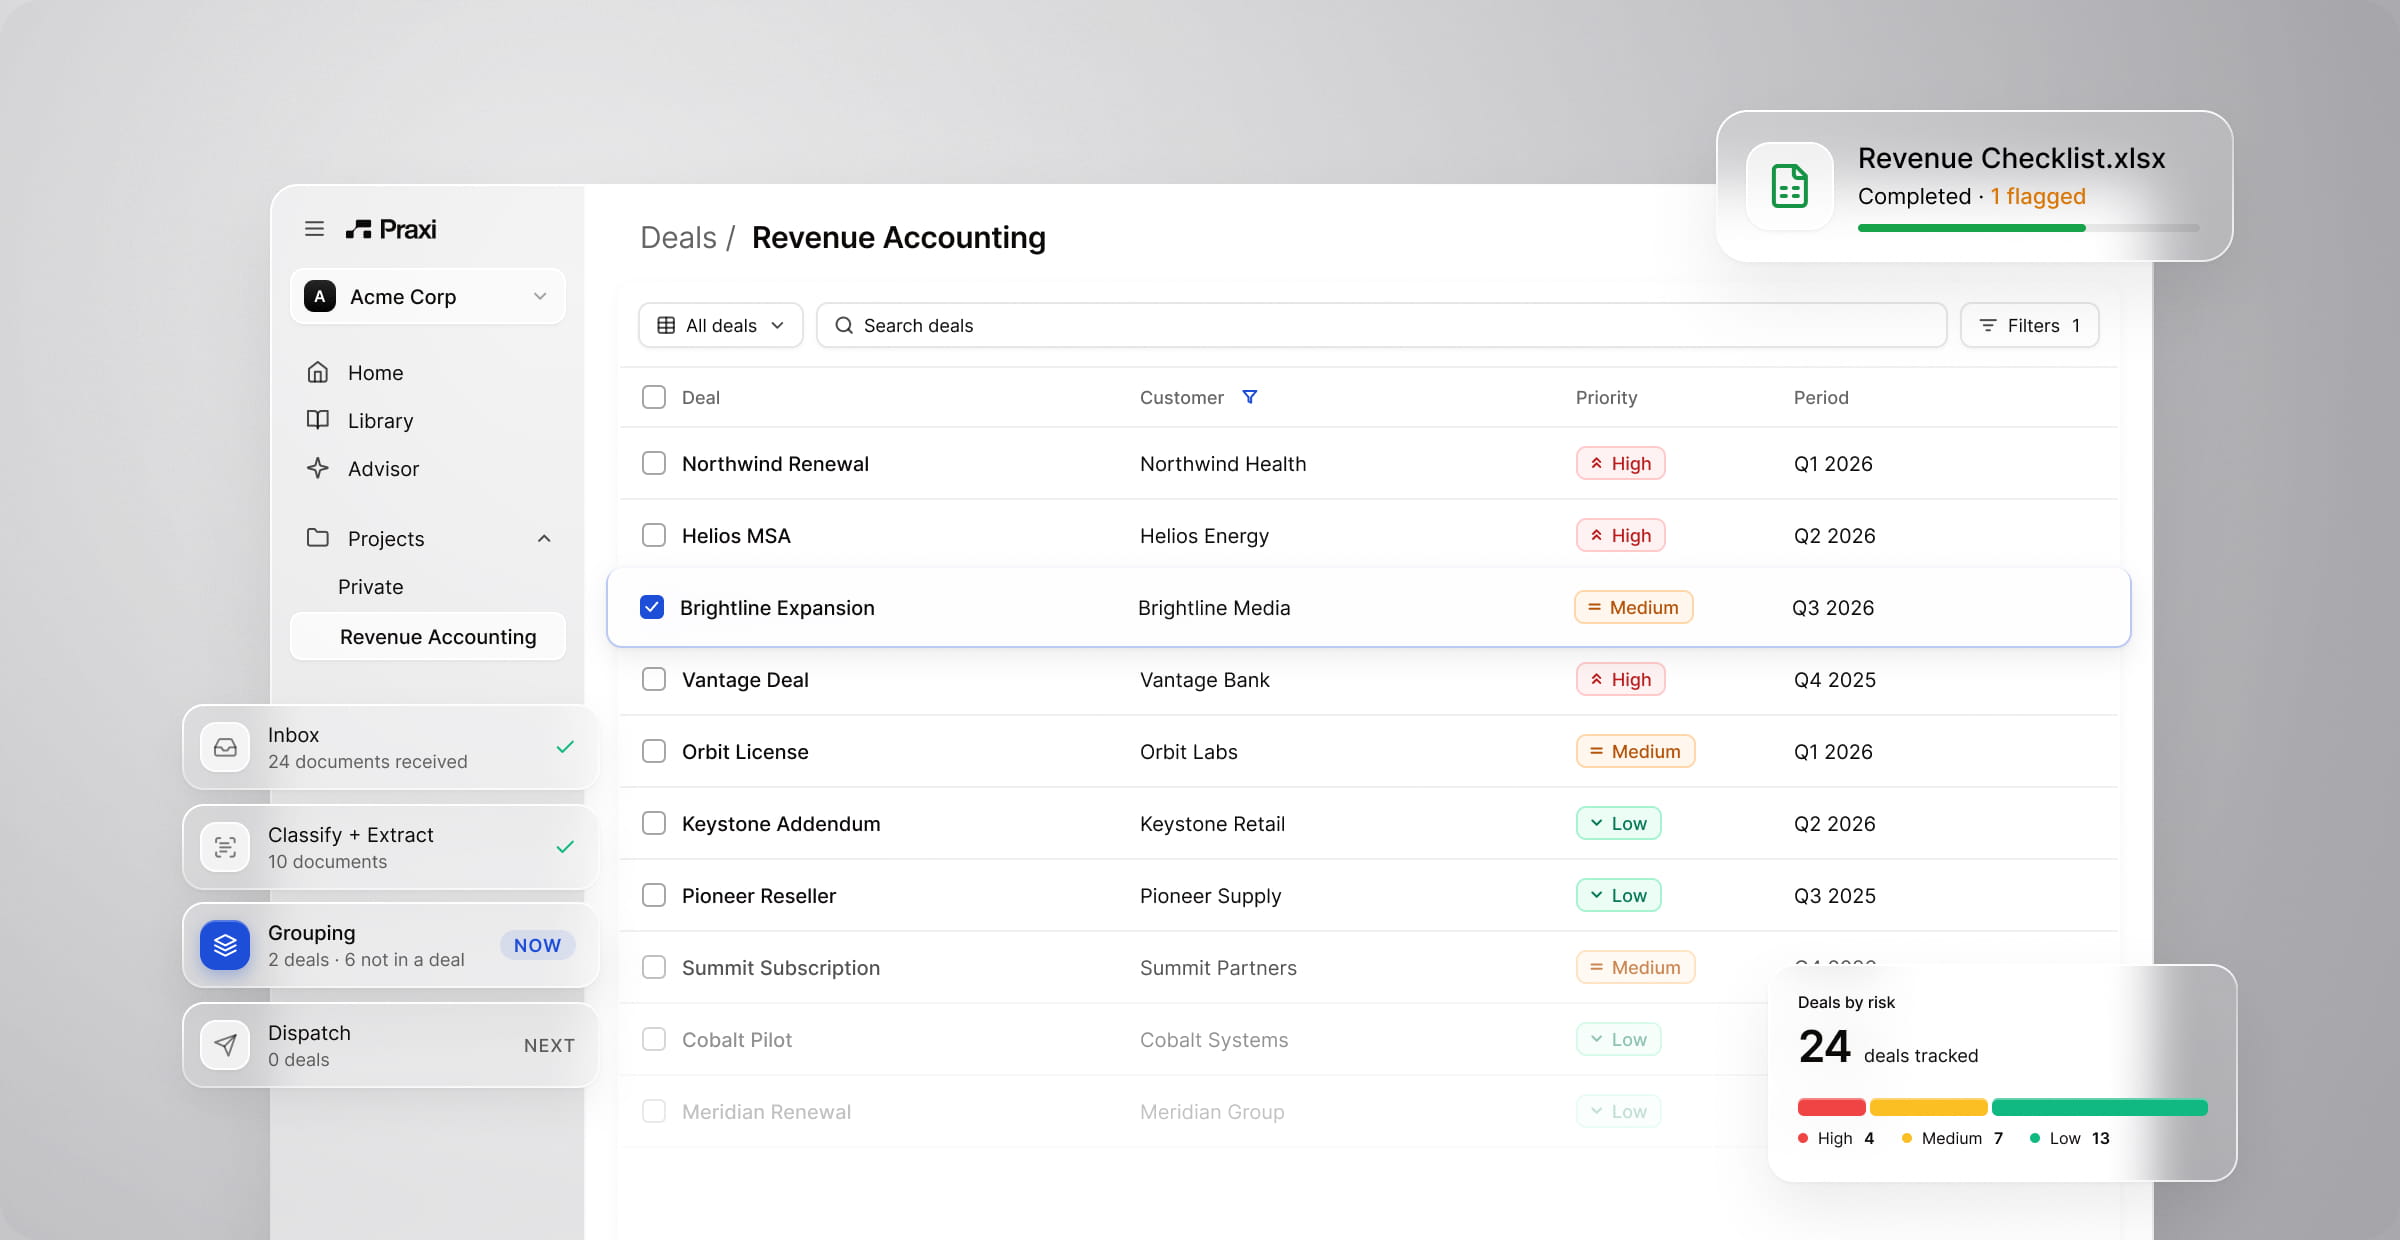 Revenue Checklist.xlsx
Completed · 1 flagged
Praxi
A Acme Corp
Home
Library
Advisor
Projects
Private
Revenue Accounting
Inbox
24 documents received
Classify + Extract
10 documents
Grouping
2 deals · 6 not in a deal
NOW
Dispatch
0 deals
NEXT
Deals / Revenue Accounting
All deals
Search deals
Filters 1
Deal Customer Priority Period
Northwind Renewal Northwind Health High Q1 2026
Helios MSA Helios Energy High Q2 2026
Brightline Expansion Brightline Media Medium Q3 2026
Vantage Deal Vantage Bank High Q4 2025
Orbit License Orbit Labs Medium Q1 2026
Keystone Addendum Keystone Retail Low Q2 2026
Pioneer Reseller Pioneer Supply Low Q3 2025
Summit Subscription Summit Partners Medium
Cobalt Pilot Cobalt Systems Low
Meridian Renewal Meridian Group Low
Deals by risk
24 deals tracked
High 4 Medium 7 Low 13